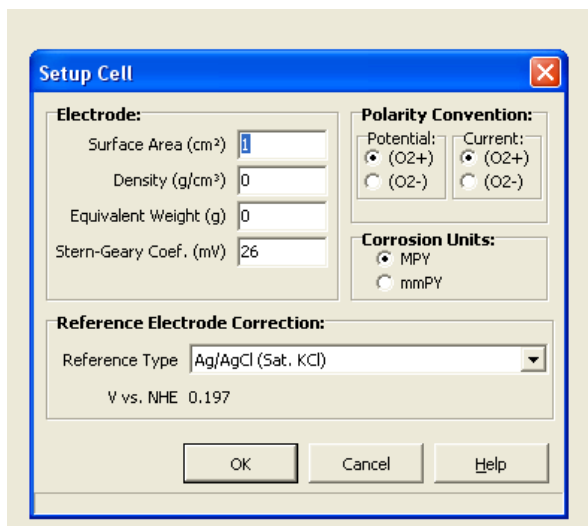 Setup Cell
Electrode:
Surface Area (cm²) 1
Density (g/cm³) 0
Equivalent Weight (g) 0
Stern-Geary Coef. (mV) 26
Polarity Convention:
Potential: Current:
(O2+) (O2+)
(O2-) (O2-)
Corrosion Units:
MPY
mmPY
Reference Electrode Correction:
Reference Type Ag/AgCl (Sat. KCl)
V vs. NHE 0.197
OK Cancel Help